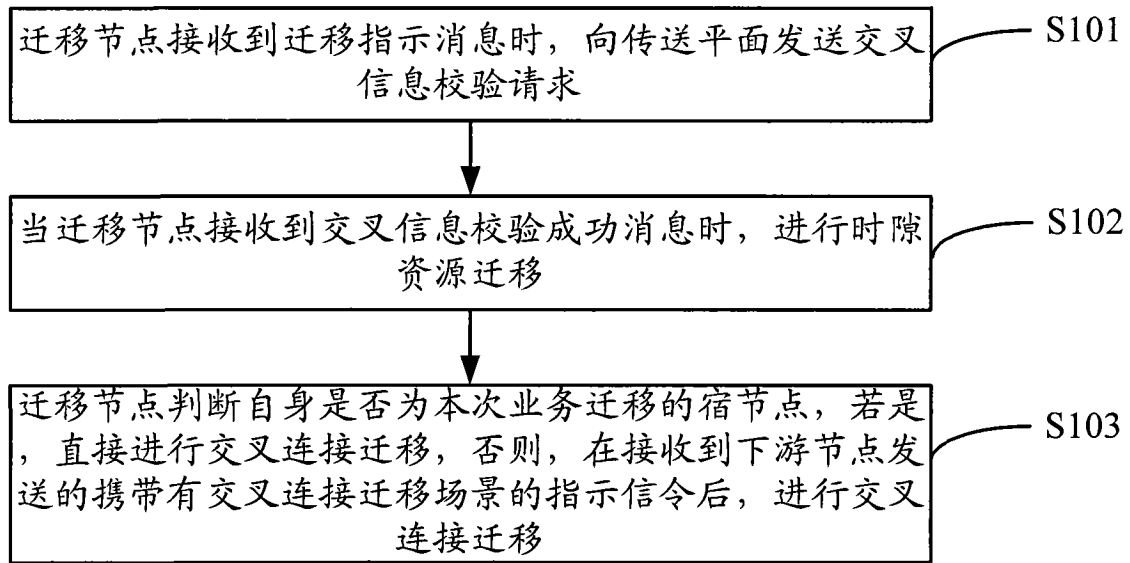 迁移节点接收到迁移指示消息时，向传送平面发送交叉
信息校验请求
S101
当迁移节点接收到交叉信息校验成功消息时，进行时隙
资源迁移
S102
迁移节点判断自身是否为本次业务迁移的宿节点，若是
，直接进行交叉连接迁移，否则，在接收到下游节点发
送的携带有交叉连接迁移场景的指示信令后，进行交叉
连接迁移
S103